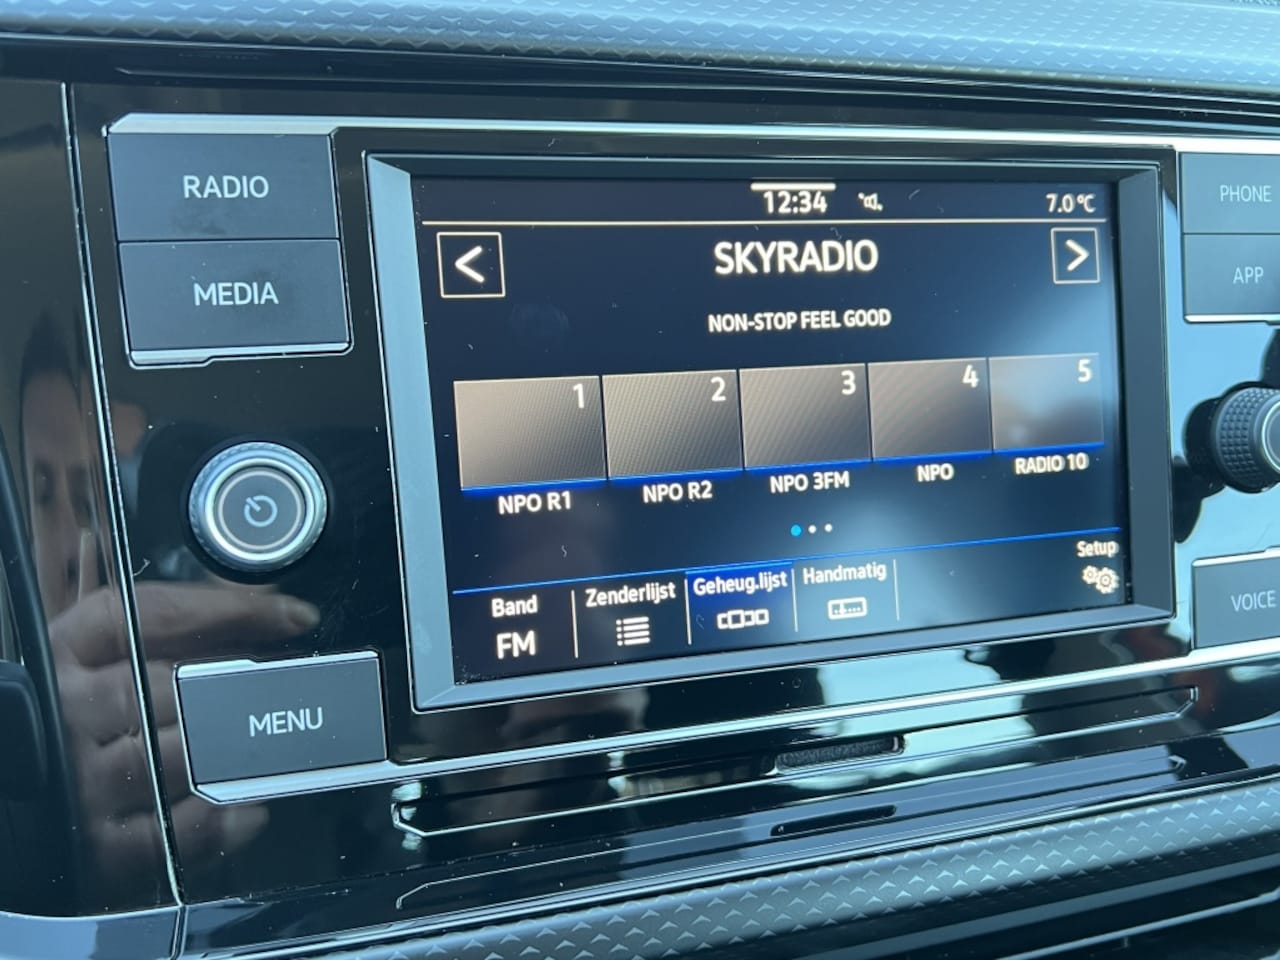 RADIO
MEDIA
MENU
12:34
7.0 °C
<
SKYRADIO
>
NON-STOP FEEL GOOD
1
2
3
4
5
NPO R1
NPO R2
NPO 3FM
NPO
RADIO 10
Band
FM
Zenderlijst
Geheug.lijst
Handmatig
Setup
PHONE
APP
VOICE